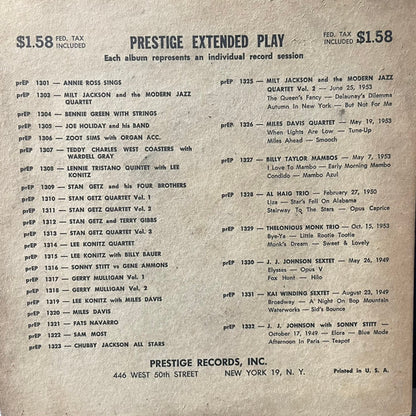 $1.58 FED. TAX INCLUDED
PRESTIGE EXTENDED PLAY
FED. TAX INCLUDED $1.58
Each album represents an individual record session
prEP 1301 — ANNIE ROSS SINGS
prEP 1303 — MILT JACKSON and the MODERN JAZZ
QUARTET
prEP 1304 — BENNIE GREEN WITH STRINGS
prEP 1305 — JOE HOLIDAY and his BAND
prEP 1306 — ZOOT SIMS with ORGAN ACC.
prEP 1307 — TEDDY CHARLES WEST COASTERS with
WARDELL GRAY
prEP 1308 — LENNIE TRISTANO QUINTET with LEE
KONITZ
prEP 1309 — STAN GETZ and his FOUR BROTHERS
prEP 1310 — STAN GETZ QUARTET Vol. 1
prEP 1311 — STAN GETZ QUARTET Vol. 2
prEP 1312 — STAN GETZ and TERRY GIBBS
prEP 1313 — STAN GETZ QUARTET Vol. 3
prEP 1314 — LEE KONITZ QUARTET
prEP 1315 — LEE KONITZ with BILLY BAUER
prEP 1316 — SONNY STITT vs GENE AMMONS
prEP 1317 — GERRY MULLIGAN Vol. 1
prEP 1318 — GERRY MULLIGAN Vol. 2
prEP 1319 — LEE KONITZ with MILES DAVIS
prEP 1320 — MILES DAVIS
prEP 1321 — FATS NAVARRO
prEP 1322 — SAM MOST
prEP 1323 — CHUBBY JACKSON ALL STARS
prEP 1325 — MILT JACKSON and the MODERN JAZZ
QUARTET Vol. 2 — June 25, 1953
The Queen's Fancy — Delaunay's Dilemma
Autumn in New York — But Not For Me
prEP 1326 — MILES DAVIS QUARTET — May 19, 1953
When Lights Are Low — Tune-Up
Miles Ahead — Smooch
prEP 1327 — BILLY TAYLOR MAMBOS — May 7, 1953
I Love To Mambo — Early Morning Mambo
Candido — Mambo Azul
prEP 1328 — AL HAIG TRIO — February 27, 1950
Liza — Star's Fell On Alabama
Stairway To The Stars — Opus Caprice
prEP 1329 — THELONIOUS MONK TRIO — Oct. 15, 1953
Bye-Ya — Little Rootie Tootie
Monk's Dream — Sweet & Lovely
prEP 1330 — J. J. JOHNSON SEXTET — May 26, 1949
Elysses — Opus V
Fox Hunt — Hilo
prEP 1331 — KAI WINDING SEXTET — August 23, 1949
Broadway — A Night On Bop Mountain
Waterworks — Sid's Bounce
prEP 1332 — J. J. JOHNSON with SONNY STITT —
October 17, 1949 — Elora — Blue Mode
Afternoon in Paris — Teapot
PRESTIGE RECORDS, INC.
446 WEST 50th STREET NEW YORK 19, N. Y.
Printed in U. S. A.